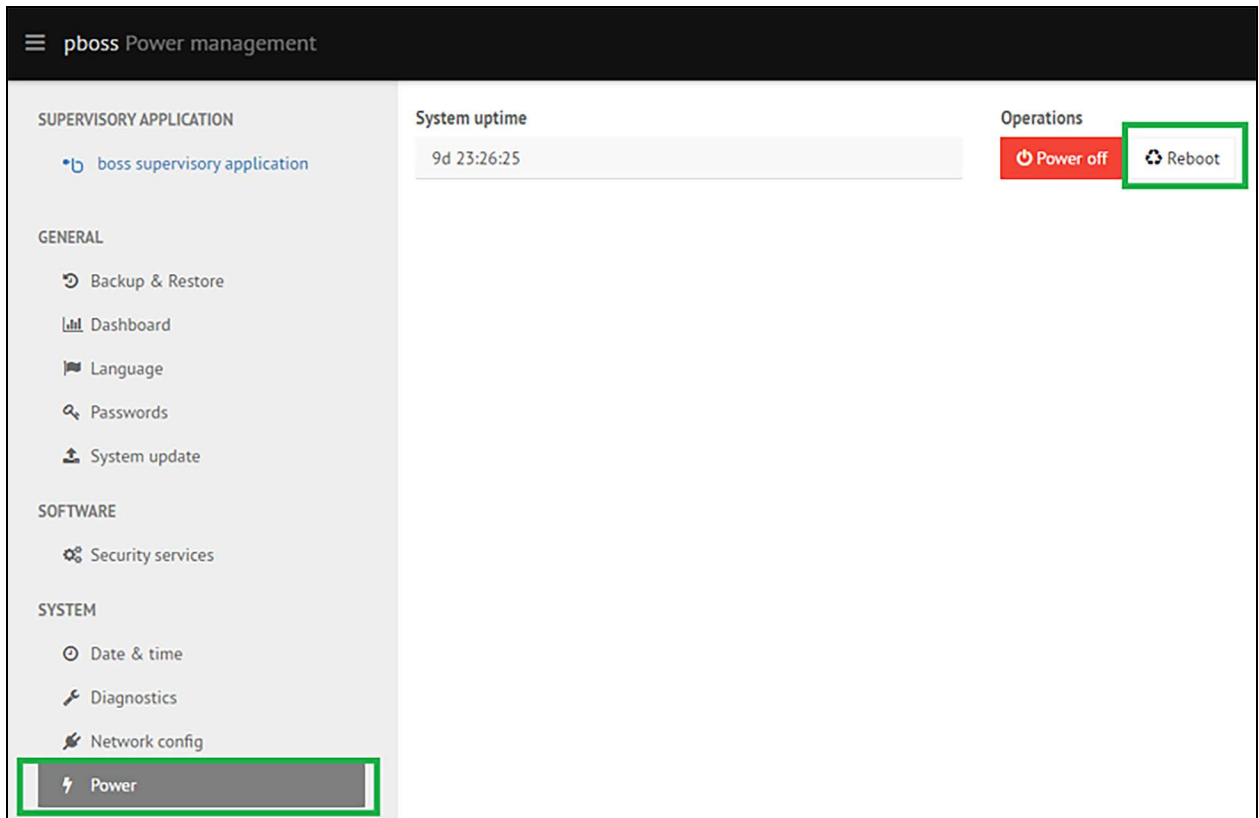 pboss Power management
SUPERVISORY APPLICATION
boss supervisory application
GENERAL
Backup & Restore
Dashboard
Language
Passwords
System update
SOFTWARE
Security services
SYSTEM
Date & time
Diagnostics
Network config
Power
System uptime
9d 23:26:25
Operations
Power off
Reboot